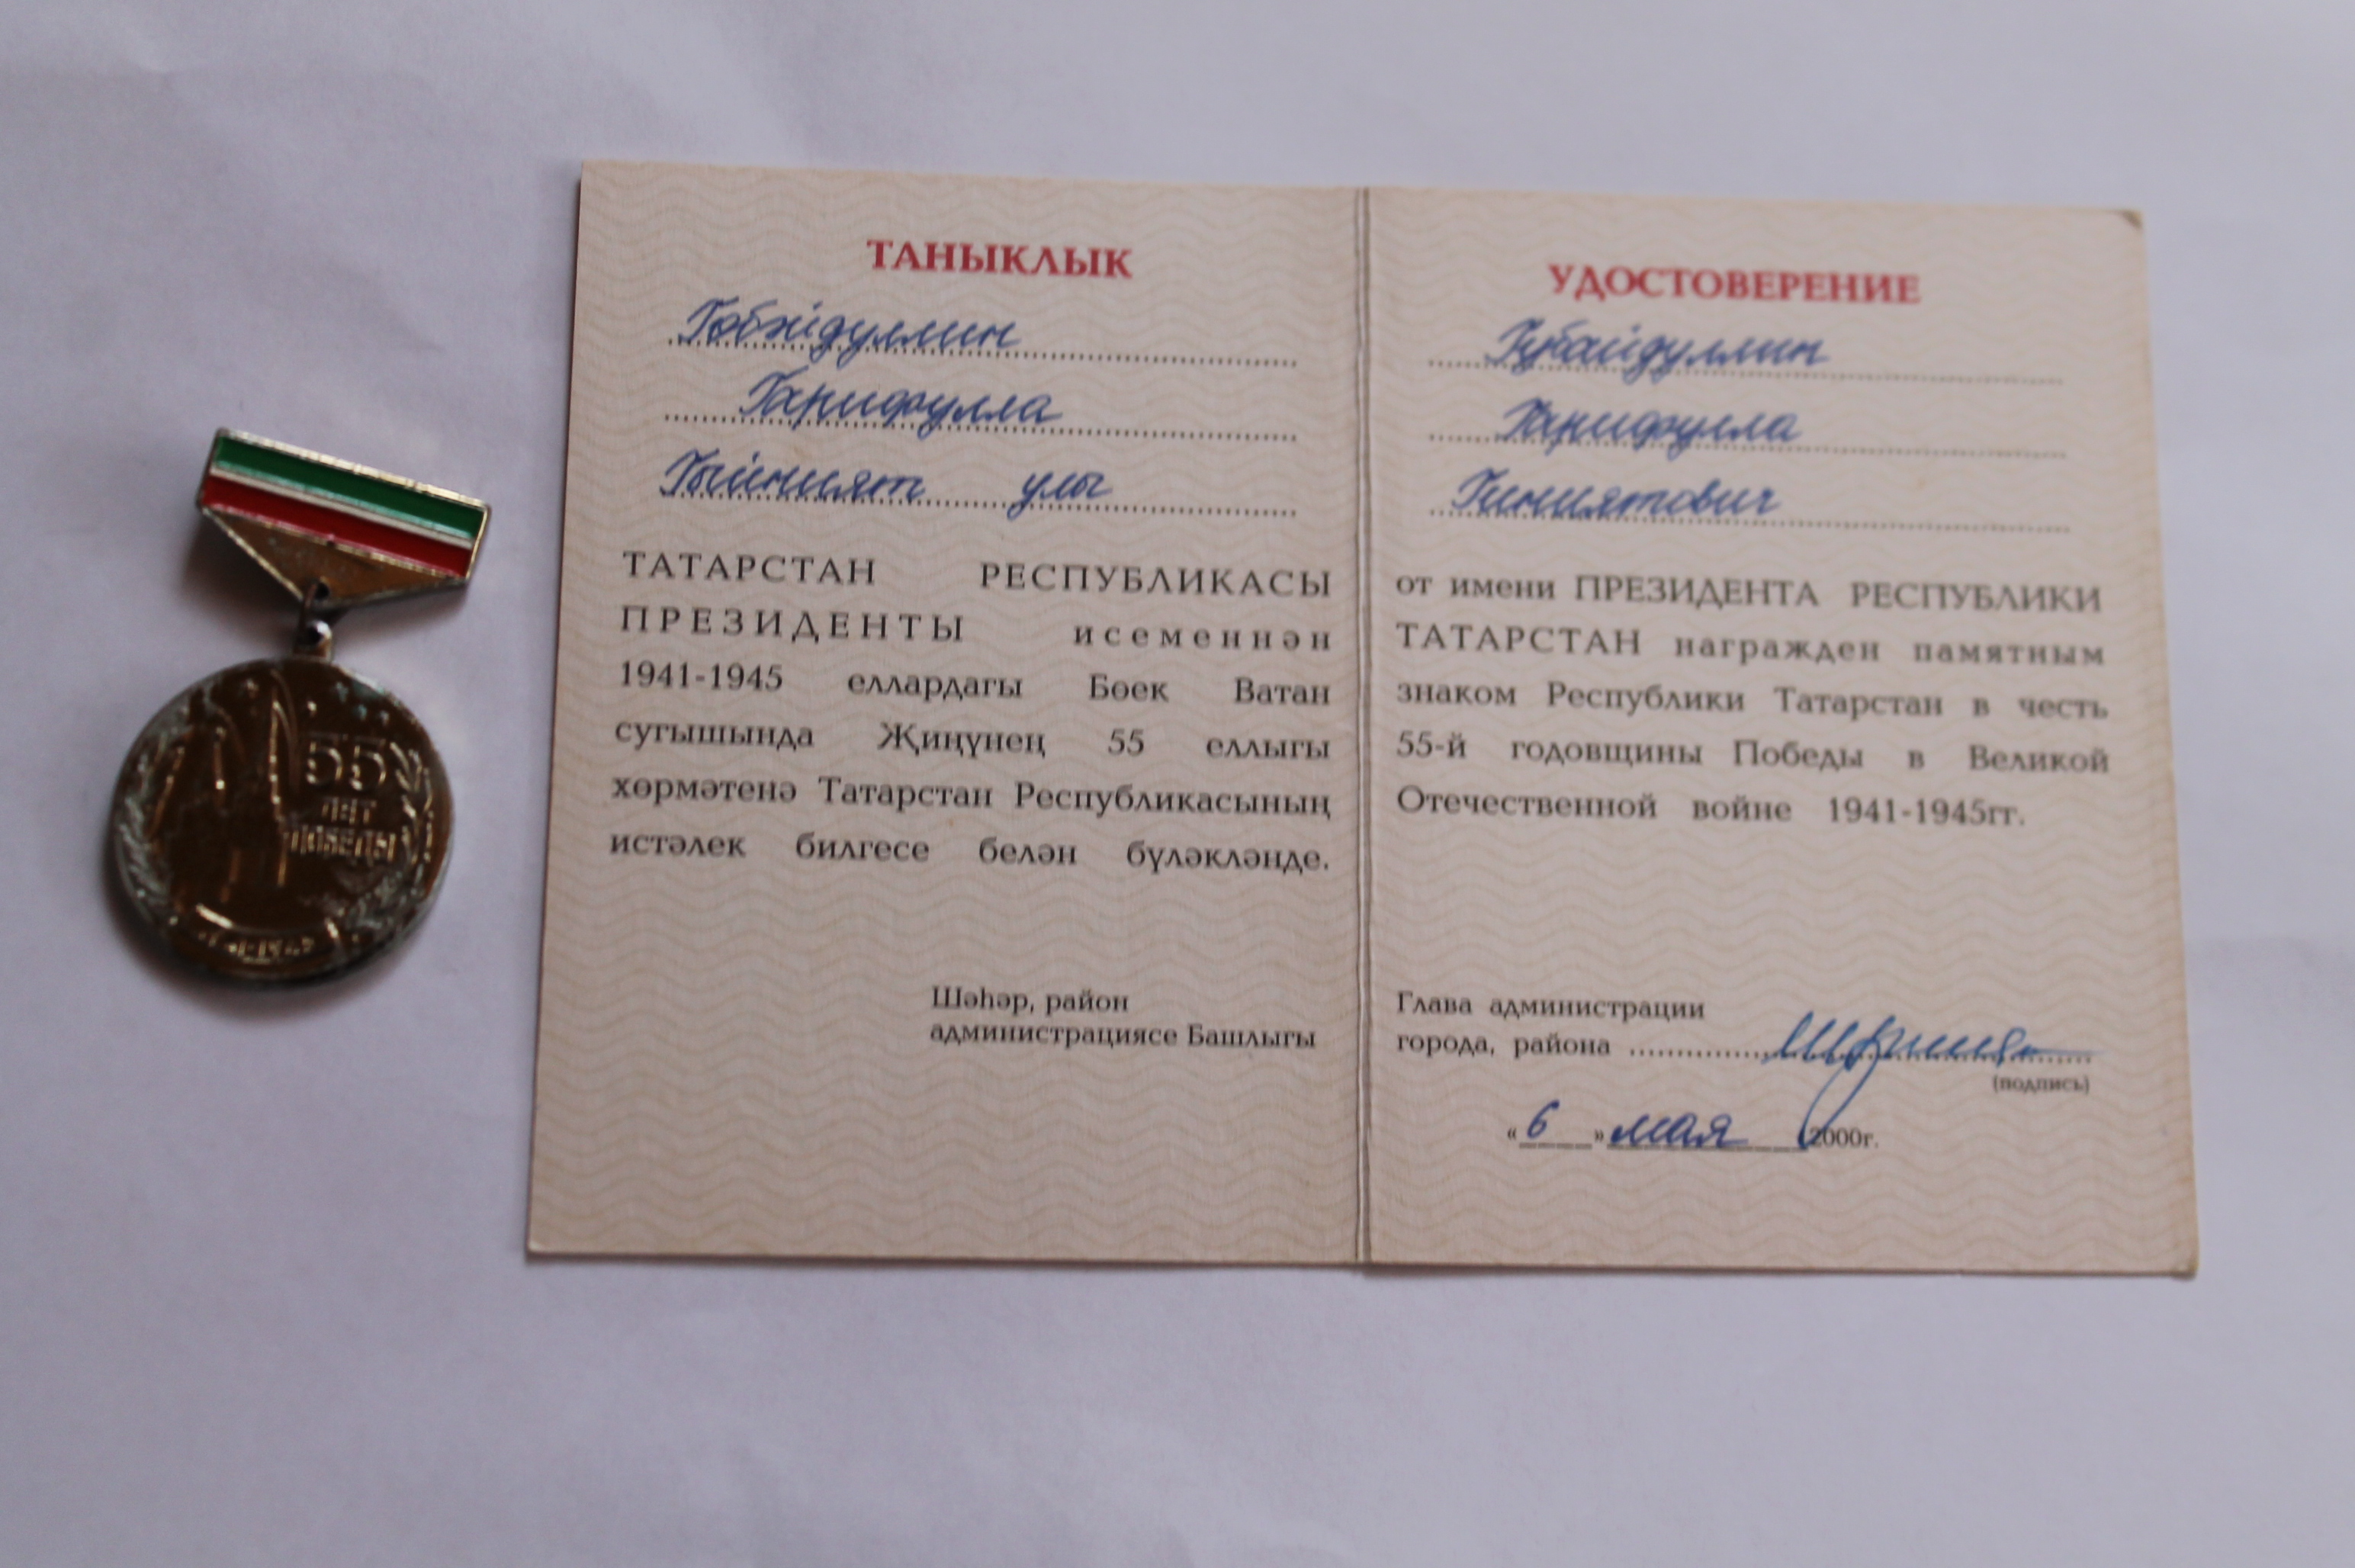 55
ЛЕТ
ПОБЕДЫ
ТАНЫКЛЫК
Гобәйдуллин
Гарифулла
Гыйният улы
ТАТАРСТАН РЕСПУБЛИКАСЫ
ПРЕЗИДЕНТЫ исеменнән
1941-1945 еллардагы Бөек Ватан
сугышында Җиңүнең 55 еллыгы
хөрмәтенә Татарстан Республикасының
истәлек билгесе белән бүләкләнде.
Шәһәр, район
администрациясе Башлыгы
УДОСТОВЕРЕНИЕ
Губайдуллин
Гарифулла
Гиниятович
от имени ПРЕЗИДЕНТА РЕСПУБЛИКИ
ТАТАРСТАН награжден памятным
знаком Республики Татарстан в честь
55-й годовщины Победы в Великой
Отечественной войне 1941-1945гг.
Глава администрации
города, района
(подпись)
«6» мая 2000г.